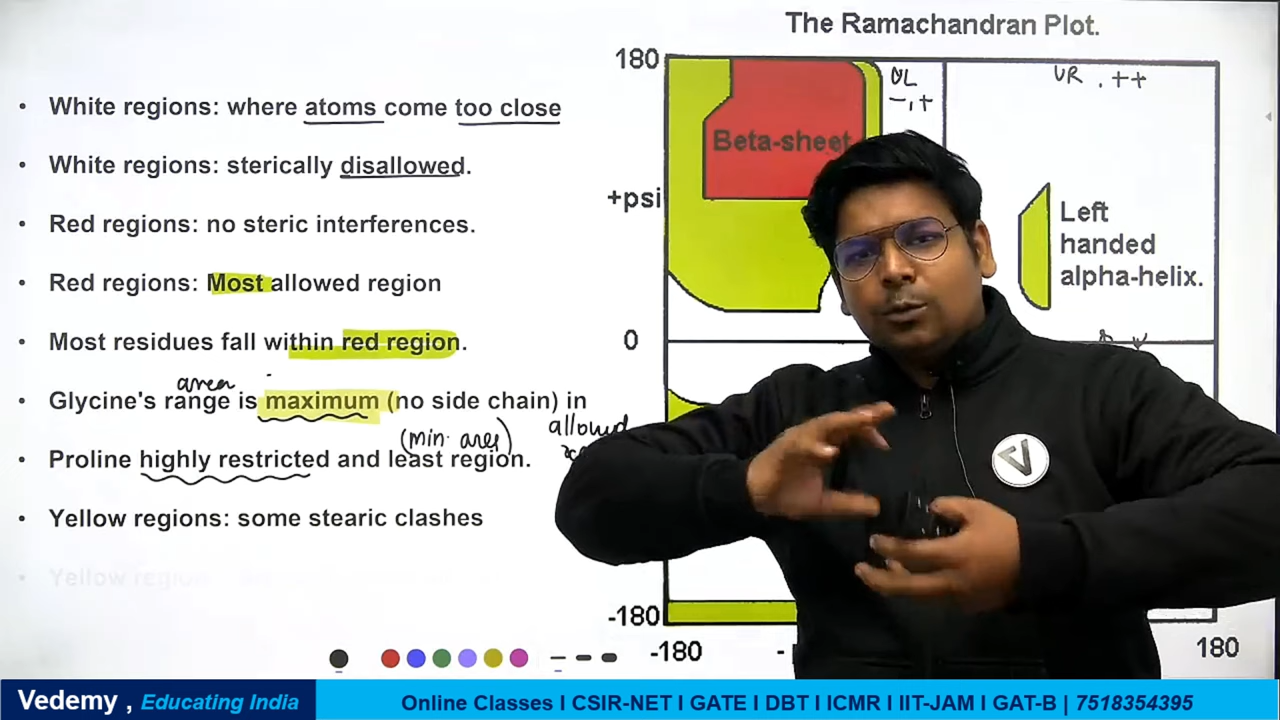 The Ramachandran Plot.
• White regions: where atoms come too close
• White regions: sterically disallowed.
• Red regions: no steric interferences.
• Red regions: Most allowed region
• Most residues fall within red region.
area
• Glycine's range is maximum (no side chain) in
allowed
(min. area)
• Proline highly restricted and least region.
• Yellow regions: some stearic clashes
Yellow region
180
UL
-,+
UR . ++
Beta-sheet
+psi
Left
handed
alpha-helix.
0
-180
-180
180
V
Vedemy , Educating India
Online Classes I CSIR-NET I GATE I DBT I ICMR I IIT-JAM I GAT-B | 7518354395